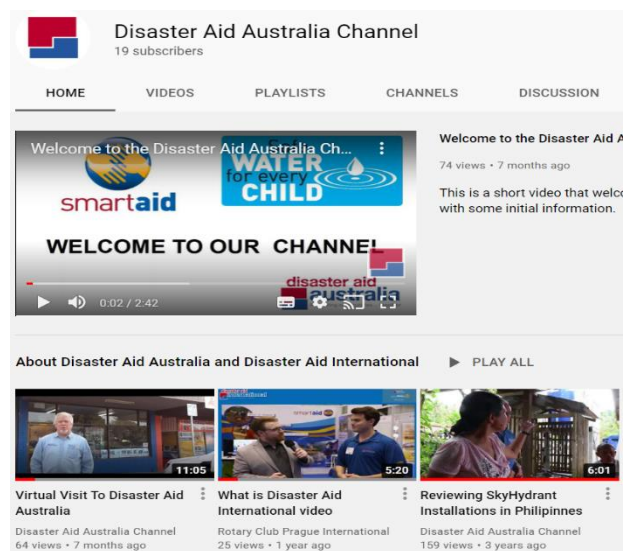 Disaster Aid Australia Channel
19 subscribers
HOME VIDEOS PLAYLISTS CHANNELS DISCUSSION
Welcome to the Disaster Aid Australia Ch...
WATER
for every
CHILD
smartaid
WELCOME TO OUR CHANNEL
disaster aid
australia
0:02 / 2:42
Welcome to the Disaster Aid A
74 views • 7 months ago
This is a short video that welco
with some initial information.
About Disaster Aid Australia and Disaster Aid International PLAY ALL
11:05
smartaid
5:20
6:01
Virtual Visit To Disaster Aid
Australia
Disaster Aid Australia Channel
64 views • 7 months ago
What is Disaster Aid
International video
Rotary Club Prague International
25 views • 1 year ago
Reviewing SkyHydrant
Installations in Philipinnes
Disaster Aid Australia Channel
159 views • 3 years ago